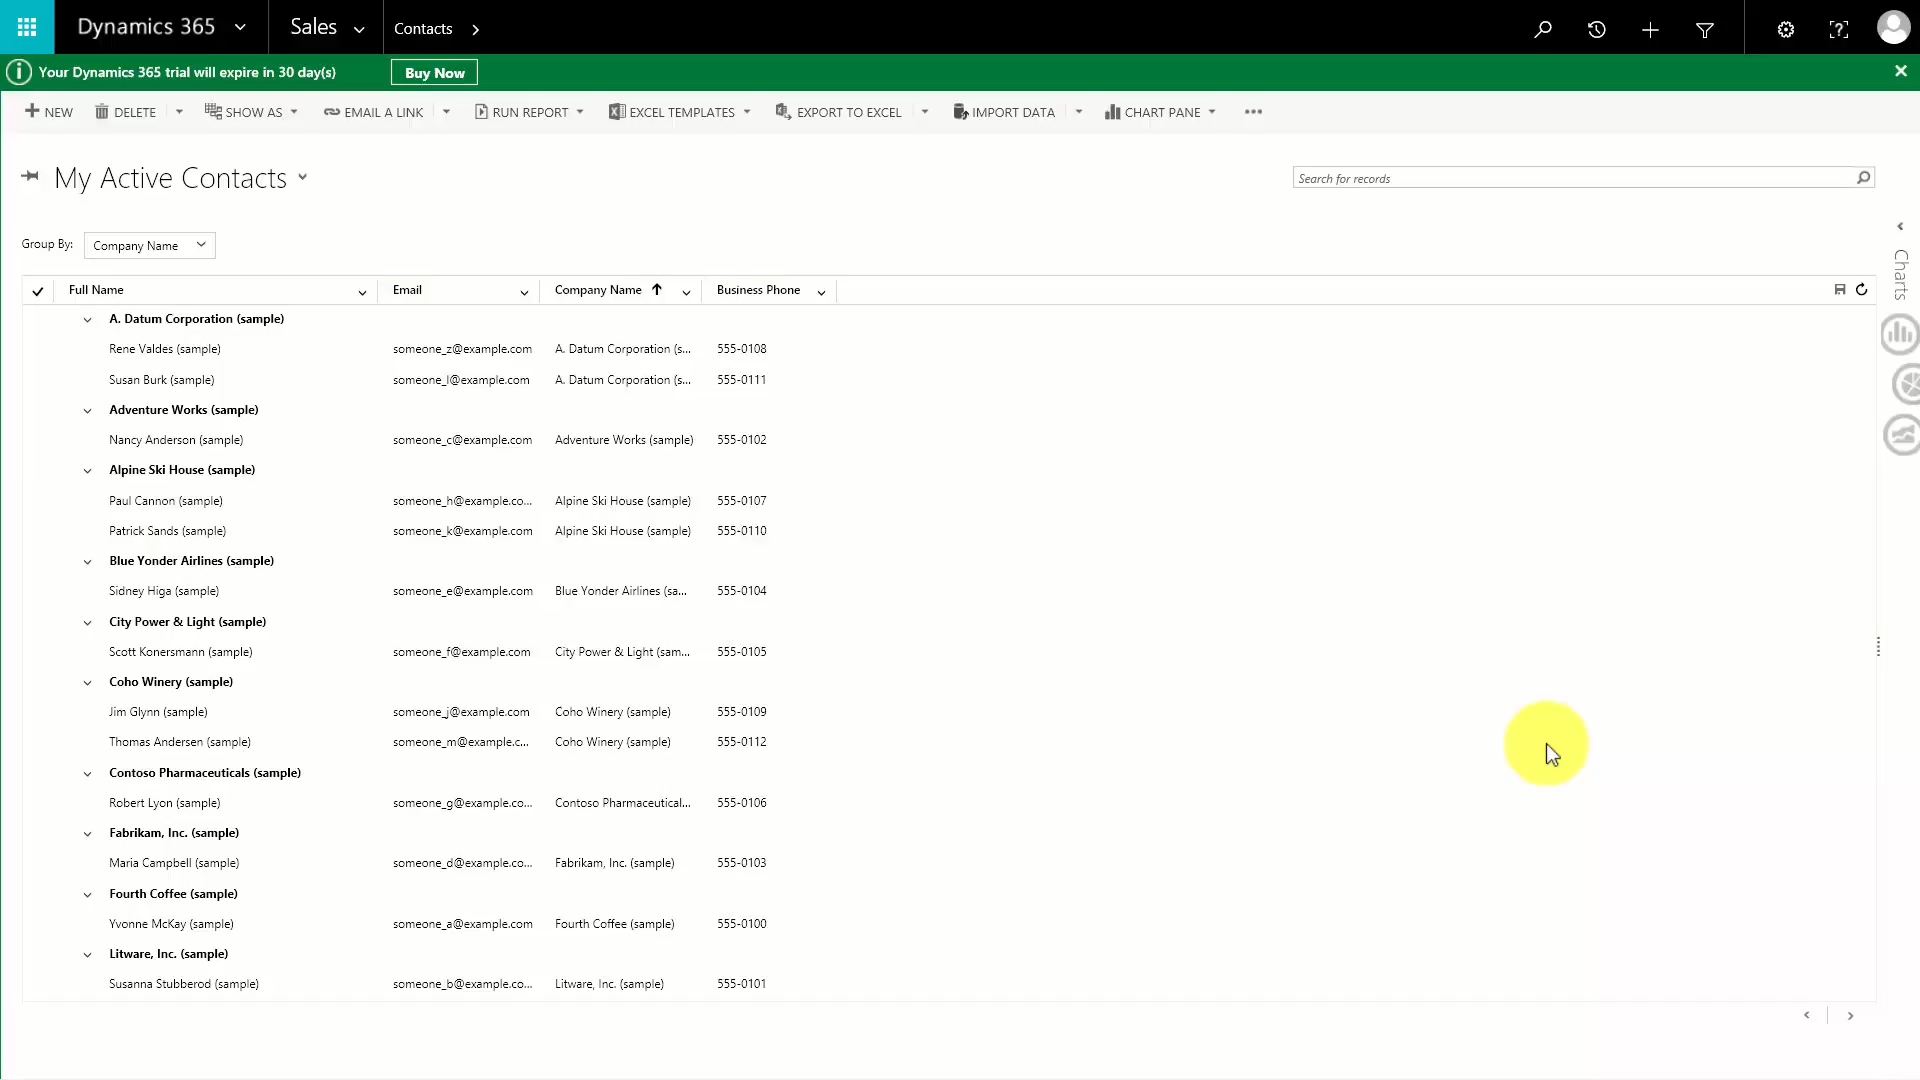 Dynamics 365 Sales Contacts
Your Dynamics 365 trial will expire in 30 day(s) Buy Now
NEW DELETE SHOW AS EMAIL A LINK RUN REPORT EXCEL TEMPLATES EXPORT TO EXCEL IMPORT DATA CHART PANE ...
My Active Contacts Search for records
Group By: Company Name
Charts
Full Name Email Company Name Business Phone
A. Datum Corporation (sample)
Rene Valdes (sample) someone_z@example.com A. Datum Corporation (s... 555-0108
Susan Burk (sample) someone_l@example.com A. Datum Corporation (s... 555-0111
Adventure Works (sample)
Nancy Anderson (sample) someone_c@example.com Adventure Works (sample) 555-0102
Alpine Ski House (sample)
Paul Cannon (sample) someone_h@example.co... Alpine Ski House (sample) 555-0107
Patrick Sands (sample) someone_k@example.com Alpine Ski House (sample) 555-0110
Blue Yonder Airlines (sample)
Sidney Higa (sample) someone_e@example.com Blue Yonder Airlines (sa... 555-0104
City Power & Light (sample)
Scott Konersmann (sample) someone_f@example.com City Power & Light (sam... 555-0105
Coho Winery (sample)
Jim Glynn (sample) someone_j@example.com Coho Winery (sample) 555-0109
Thomas Andersen (sample) someone_m@example.c... Coho Winery (sample) 555-0112
Contoso Pharmaceuticals (sample)
Robert Lyon (sample) someone_g@example.co... Contoso Pharmaceutical... 555-0106
Fabrikam, Inc. (sample)
Maria Campbell (sample) someone_d@example.co... Fabrikam, Inc. (sample) 555-0103
Fourth Coffee (sample)
Yvonne McKay (sample) someone_a@example.com Fourth Coffee (sample) 555-0100
Litware, Inc. (sample)
Susanna Stubberod (sample) someone_b@example.co... Litware, Inc. (sample) 555-0101